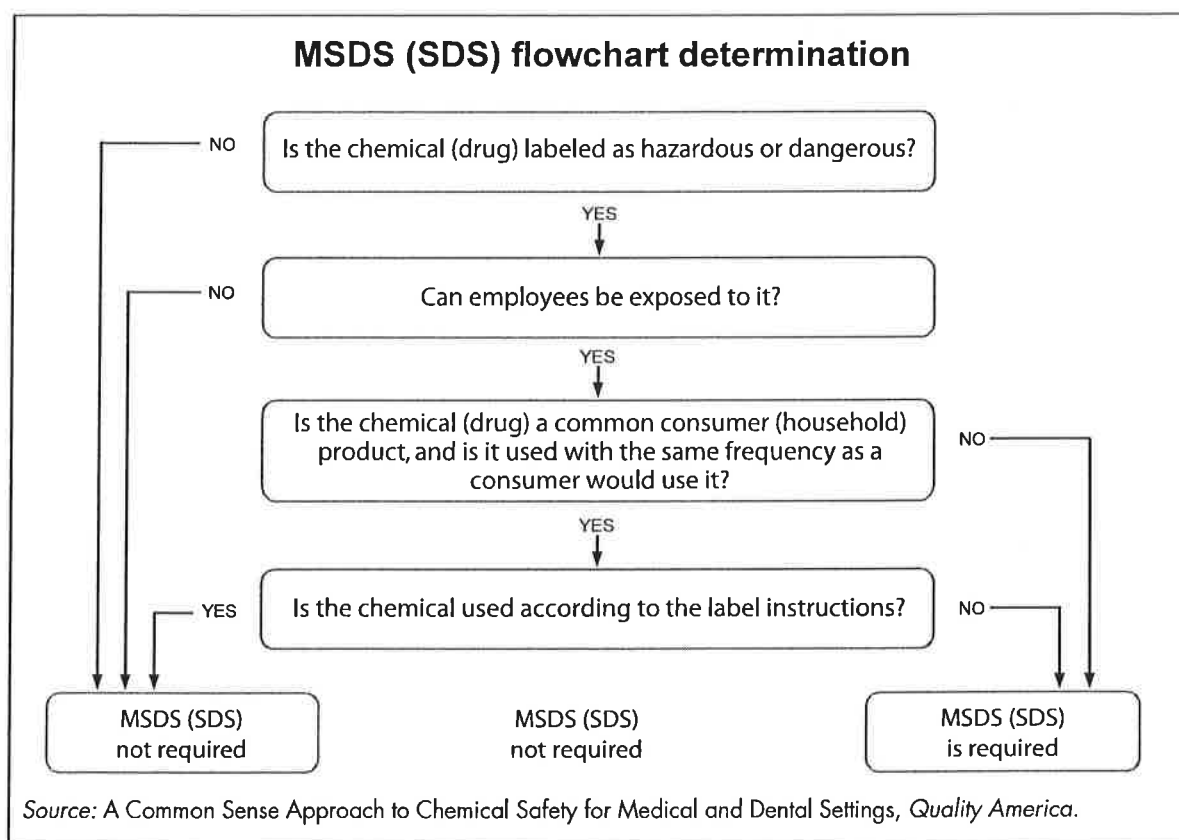 MSDS (SDS) flowchart determination
NO
Is the chemical (drug) labeled as hazardous or dangerous?
YES
NO
Can employees be exposed to it?
YES
Is the chemical (drug) a common consumer (household)
product, and is it used with the same frequency as a
consumer would use it?
NO
YES
YES
Is the chemical used according to the label instructions?
NO
MSDS (SDS)
not required
MSDS (SDS)
not required
MSDS (SDS)
is required
Source: A Common Sense Approach to Chemical Safety for Medical and Dental Settings, Quality America.